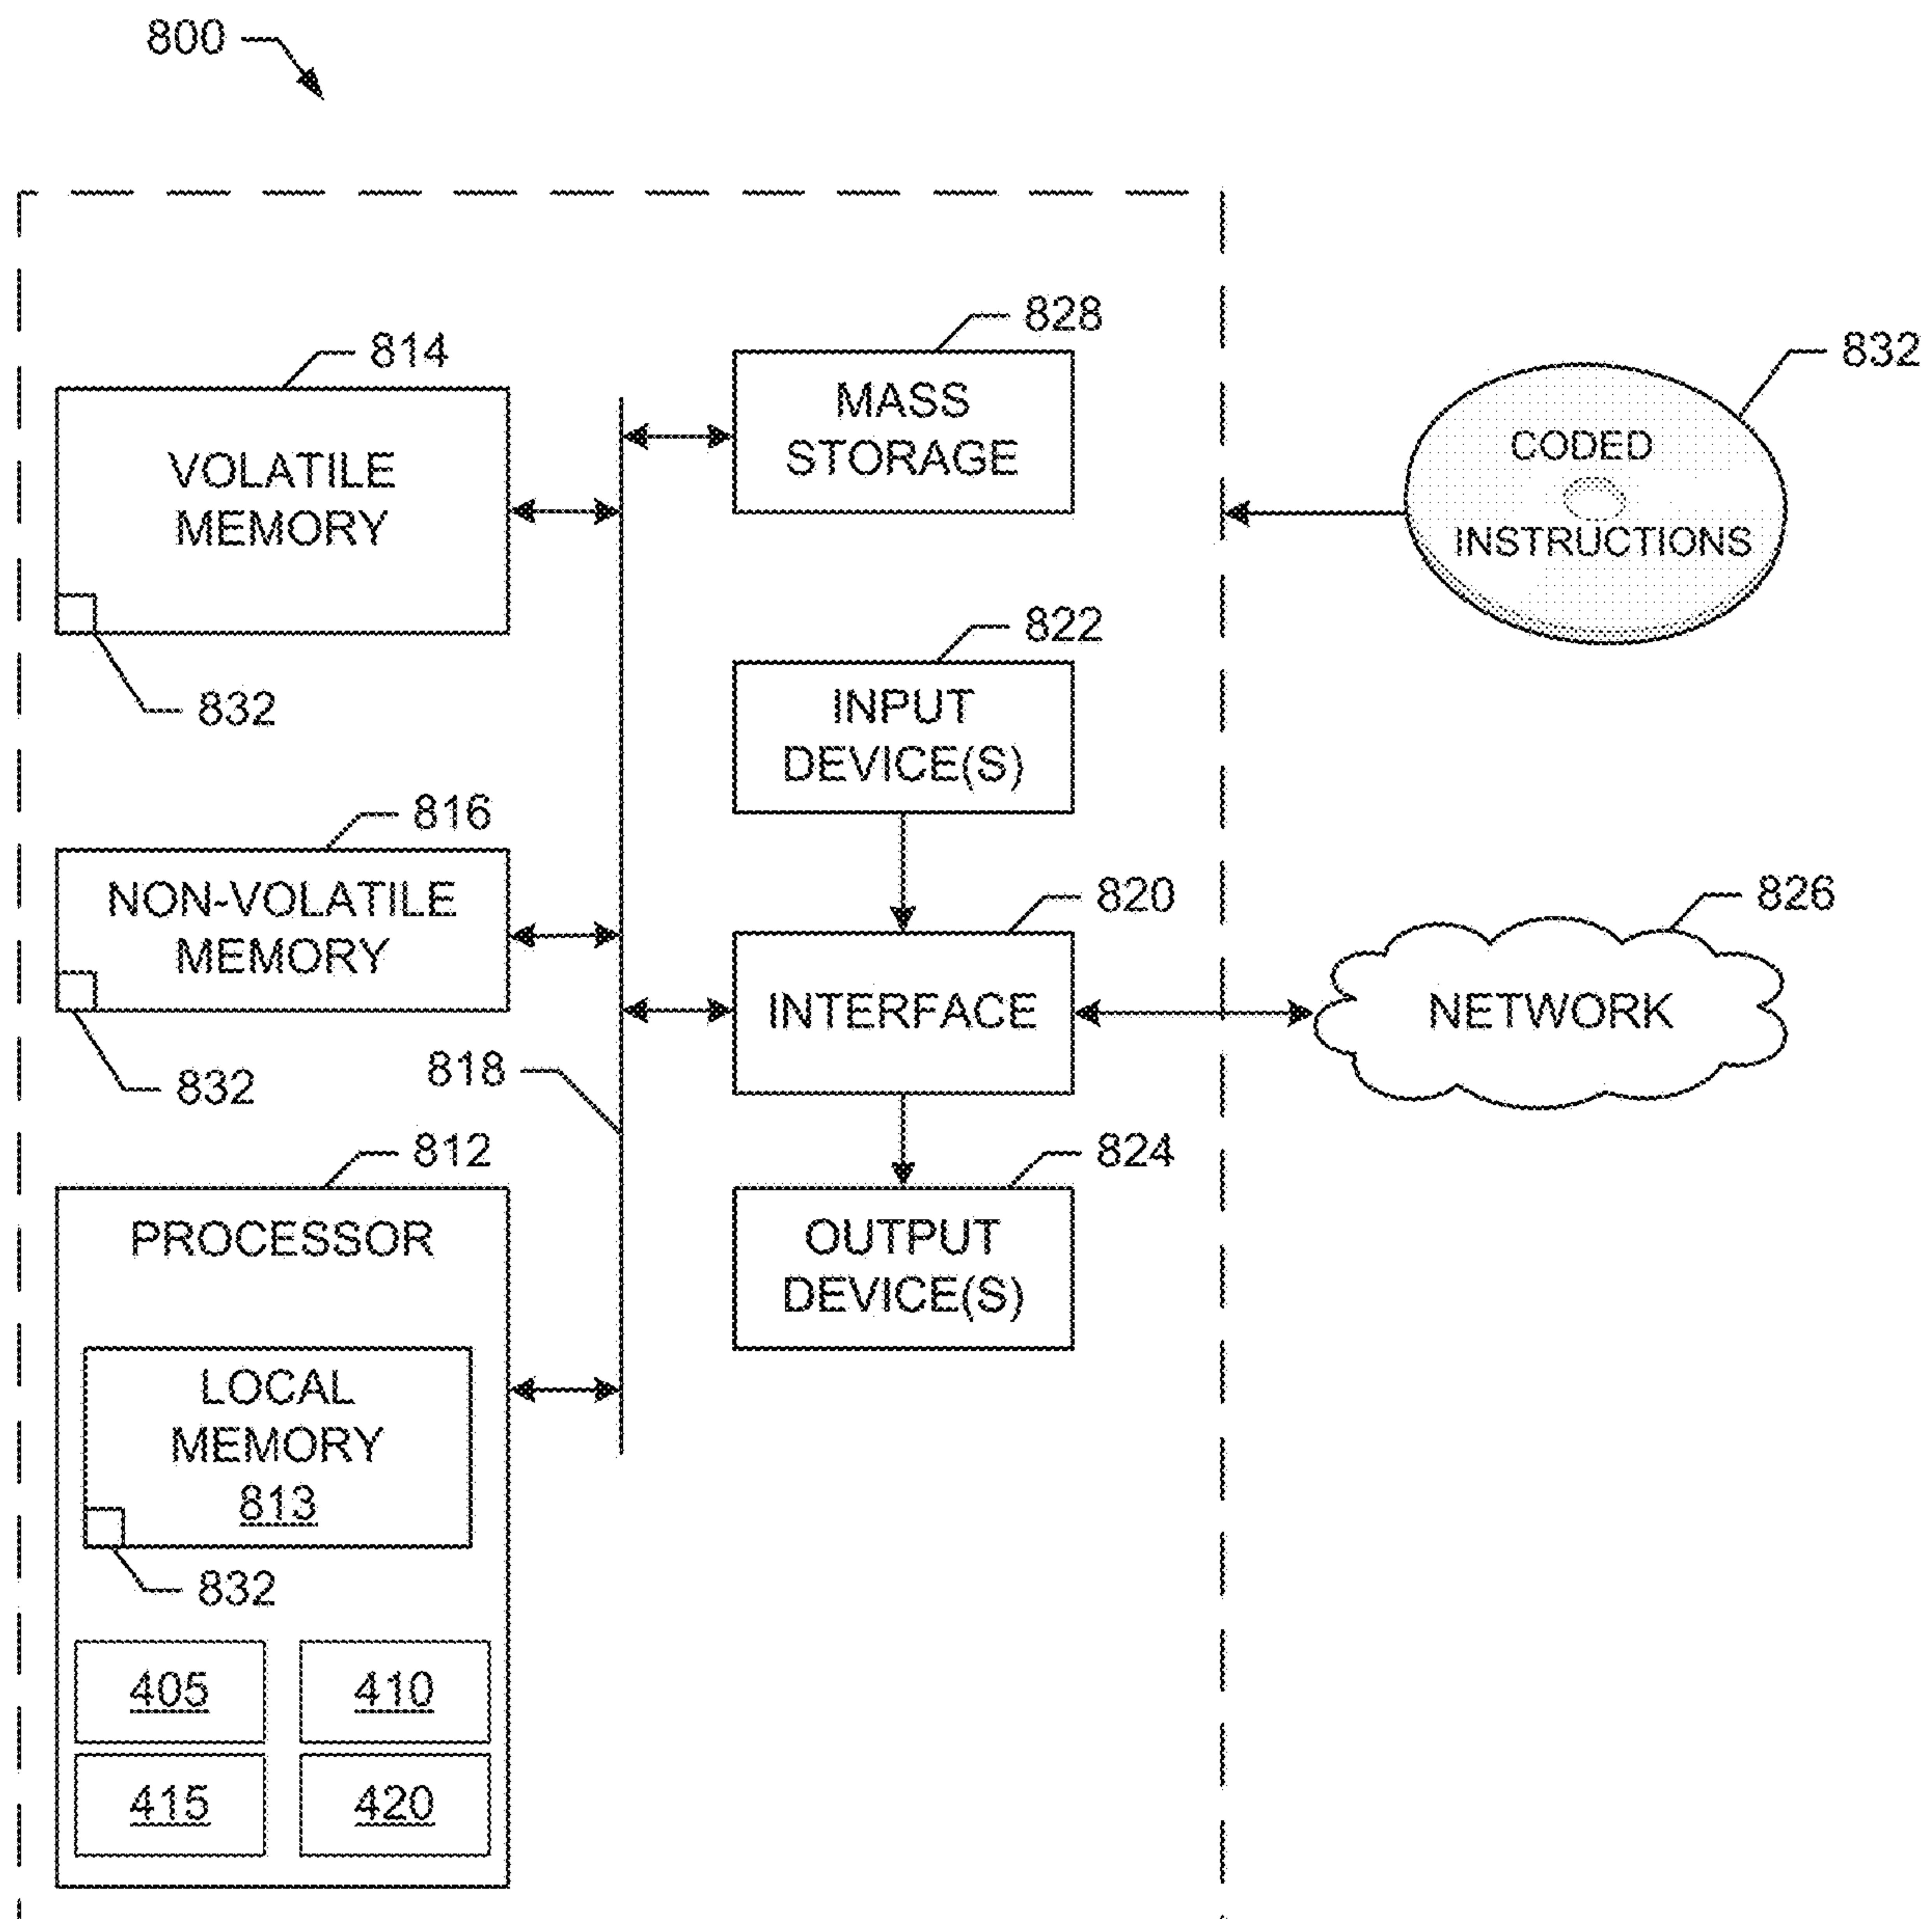 800
814
VOLATILE
MEMORY
832
828
MASS
STORAGE
832
CODED
INSTRUCTIONS
822
INPUT
DEVICE(S)
816
NON-VOLATILE
MEMORY
832
820
INTERFACE
826
NETWORK
818
812
PROCESSOR
LOCAL
MEMORY
813
832
405
410
415
420
824
OUTPUT
DEVICE(S)